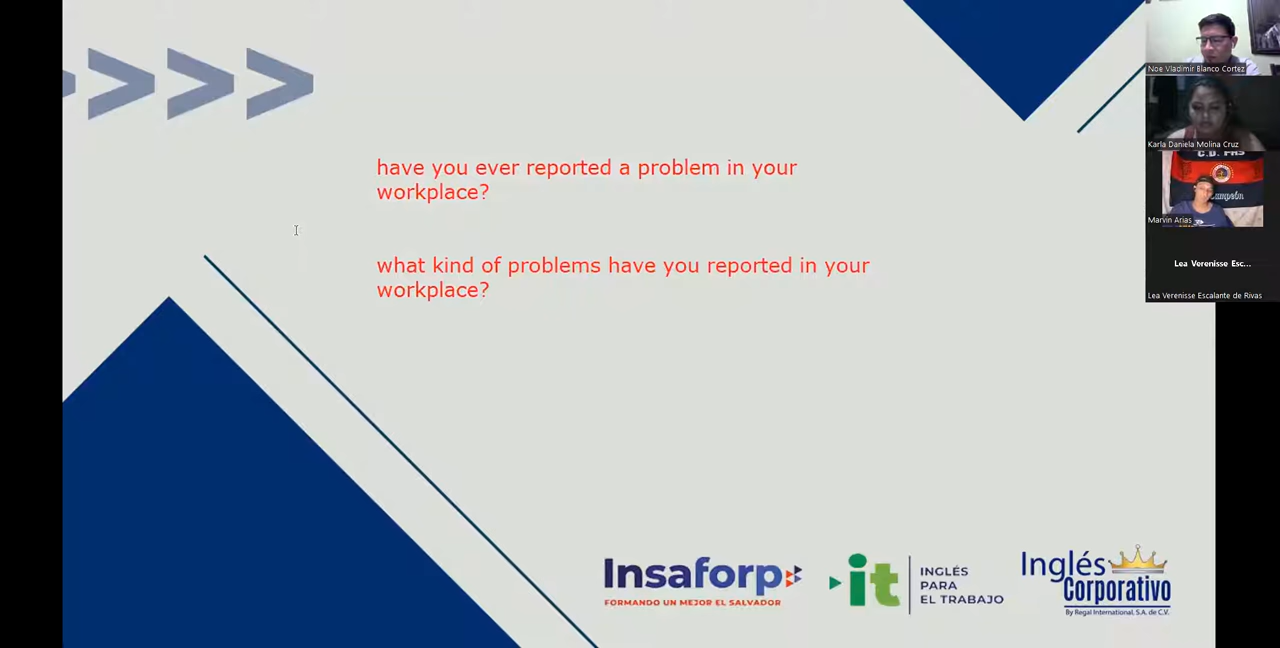 Noe Vladimir Blanco Cortez
Karla Daniela Molina Cruz
C.D. FAS
Campeón
Marvin Arias
Lea Verenisse Esc...
Lea Verenisse Escalante de Rivas
have you ever reported a problem in your
workplace?
what kind of problems have you reported in your
workplace?
Insaforp
FORMANDO UN MEJOR EL SALVADOR
it
INGLÉS
PARA
EL TRABAJO
Inglés
Corporativo
By Regal International, S.A. de C.V.